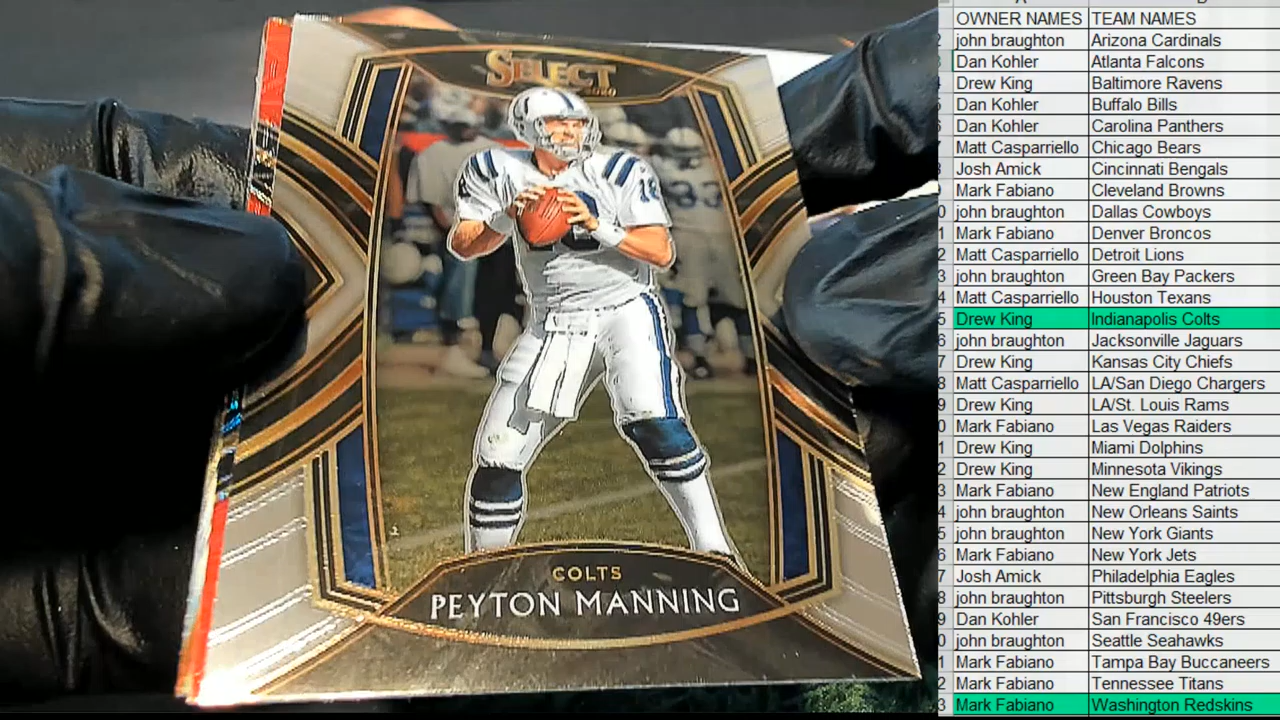 SELECT
2020
18
33
COLTS
PEYTON MANNING
OWNER NAMES TEAM NAMES
john braughton Arizona Cardinals
Dan Kohler Atlanta Falcons
Drew King Baltimore Ravens
Dan Kohler Buffalo Bills
Dan Kohler Carolina Panthers
Matt Casparriello Chicago Bears
Josh Amick Cincinnati Bengals
Mark Fabiano Cleveland Browns
john braughton Dallas Cowboys
Mark Fabiano Denver Broncos
Matt Casparriello Detroit Lions
john braughton Green Bay Packers
Matt Casparriello Houston Texans
Drew King Indianapolis Colts
john braughton Jacksonville Jaguars
Drew King Kansas City Chiefs
Matt Casparriello LA/San Diego Chargers
Drew King LA/St. Louis Rams
Mark Fabiano Las Vegas Raiders
Drew King Miami Dolphins
Drew King Minnesota Vikings
Mark Fabiano New England Patriots
john braughton New Orleans Saints
john braughton New York Giants
Mark Fabiano New York Jets
Josh Amick Philadelphia Eagles
john braughton Pittsburgh Steelers
Dan Kohler San Francisco 49ers
john braughton Seattle Seahawks
Mark Fabiano Tampa Bay Buccaneers
Mark Fabiano Tennessee Titans
Mark Fabiano Washington Redskins